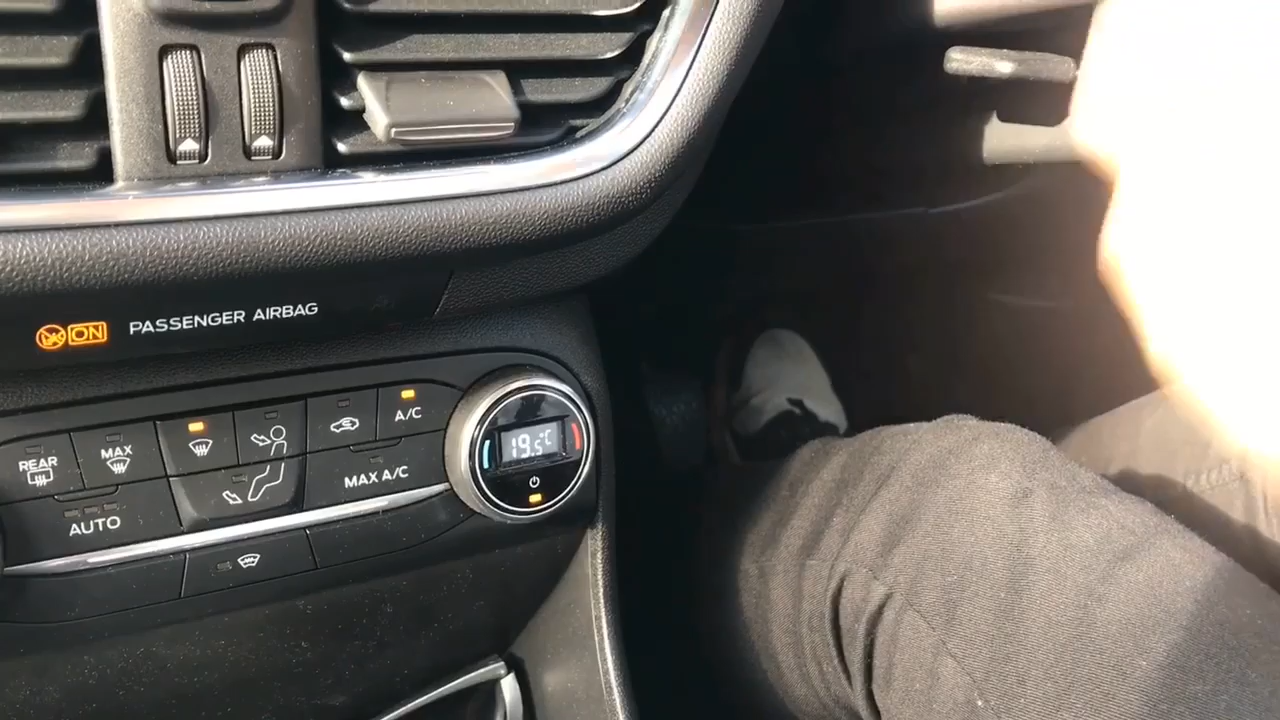 ON PASSENGER AIRBAG
REAR
MAX
A/C
19.5°C
MAX A/C
AUTO